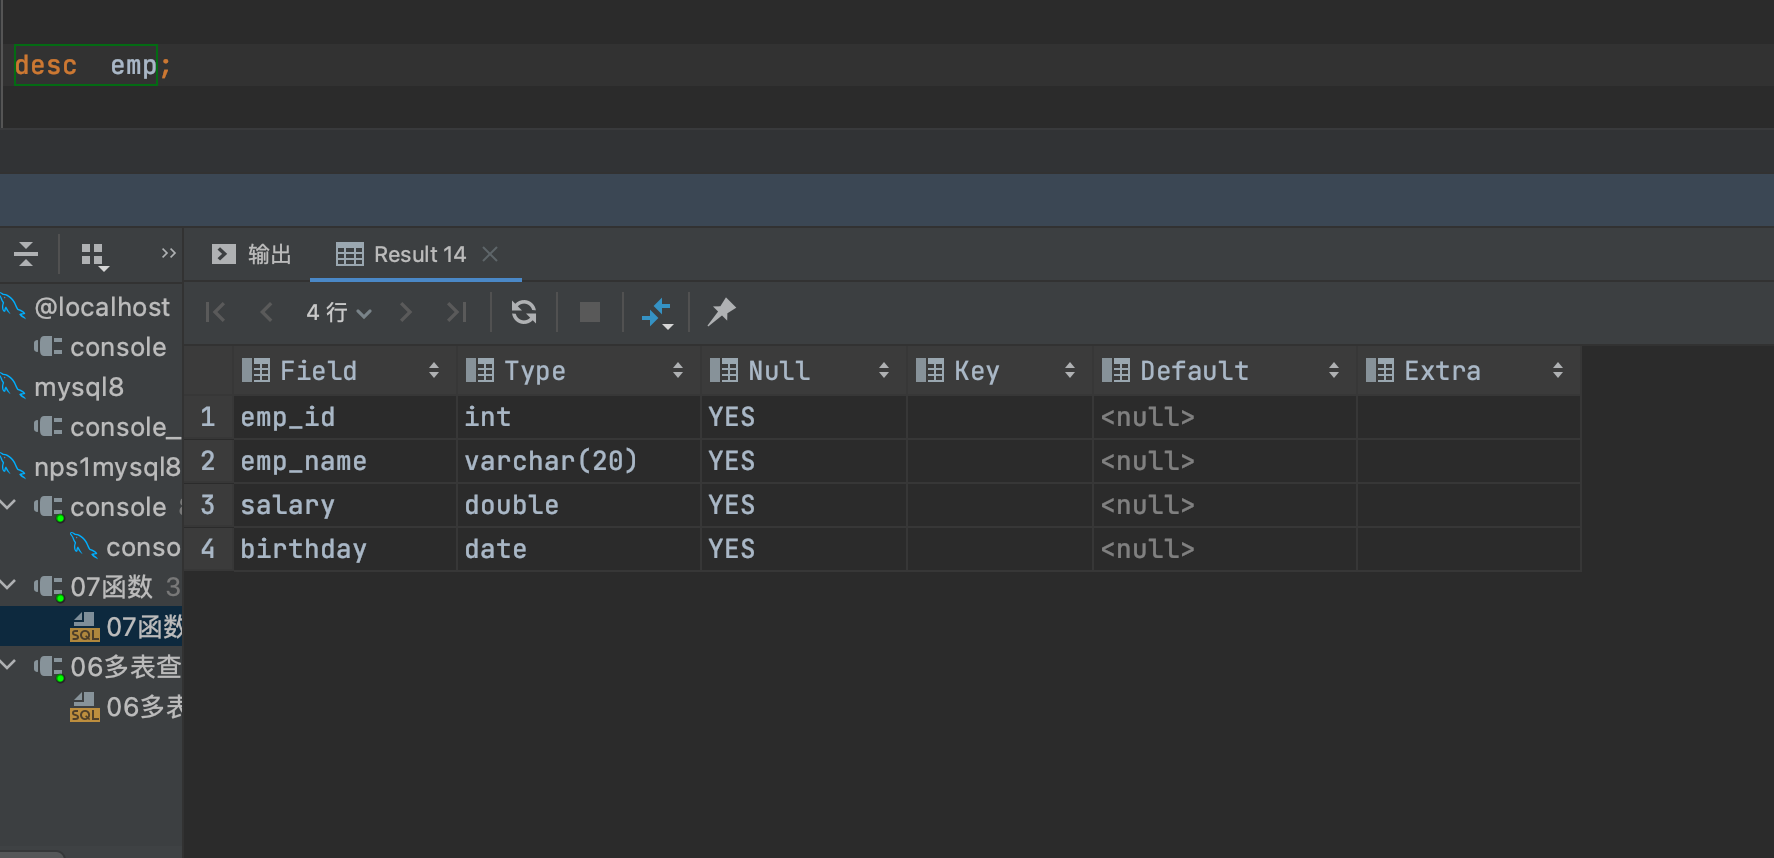 desc  emp;
输出 Result 14
4 行
@localhost
console
mysql8
console_
nps1mysql8
console
conso
07函数 3
07函数
06多表查
06多表
Field Type Null Key Default Extra
1 emp_id int YES <null>
2 emp_name varchar(20) YES <null>
3 salary double YES <null>
4 birthday date YES <null>